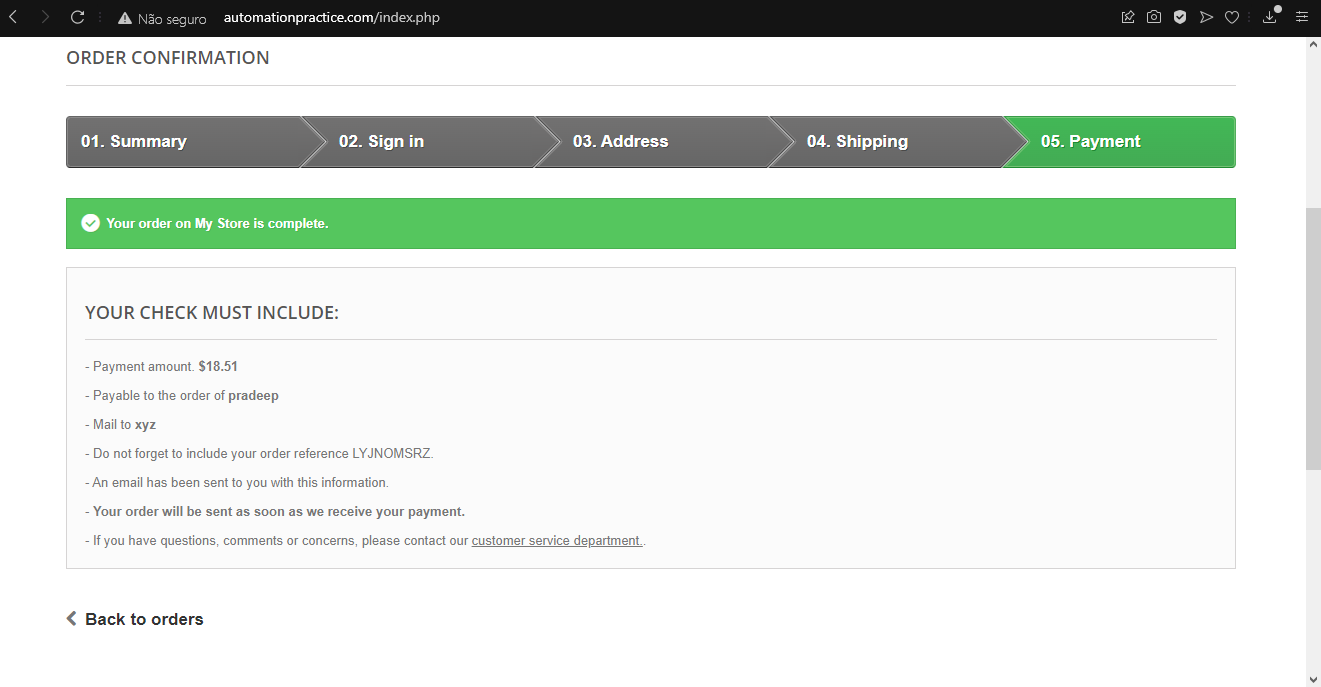 Não seguro automationpractice.com/index.php
ORDER CONFIRMATION
01. Summary 02. Sign in 03. Address 04. Shipping 05. Payment
Your order on My Store is complete.
YOUR CHECK MUST INCLUDE:
- Payment amount. $18.51
- Payable to the order of pradeep
- Mail to xyz
- Do not forget to include your order reference LYJNOMSRZ.
- An email has been sent to you with this information.
- Your order will be sent as soon as we receive your payment.
- If you have questions, comments or concerns, please contact our customer service department..
Back to orders